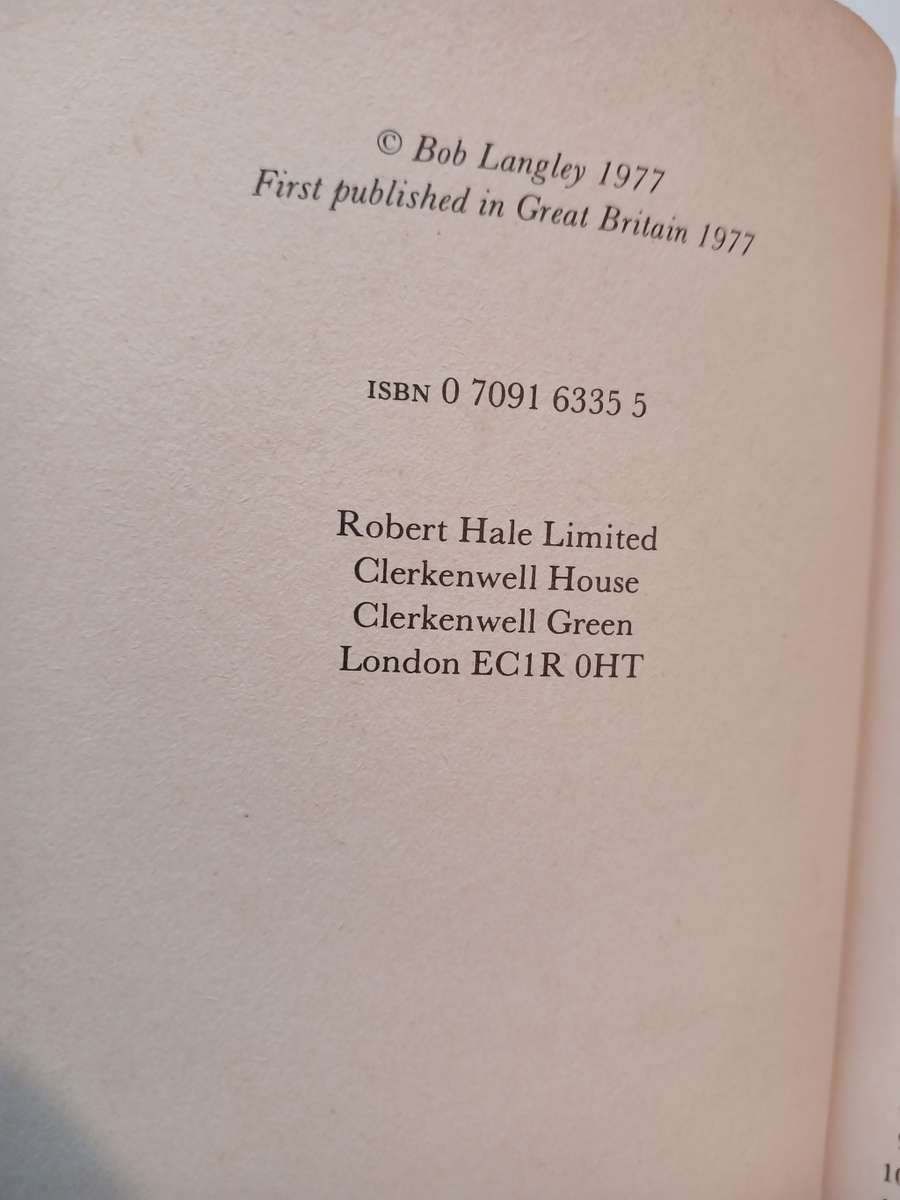 © Bob Langley 1977
First published in Great Britain 1977
ISBN 0 7091 6335 5
Robert Hale Limited
Clerkenwell House
Clerkenwell Green
London EC1R 0HT